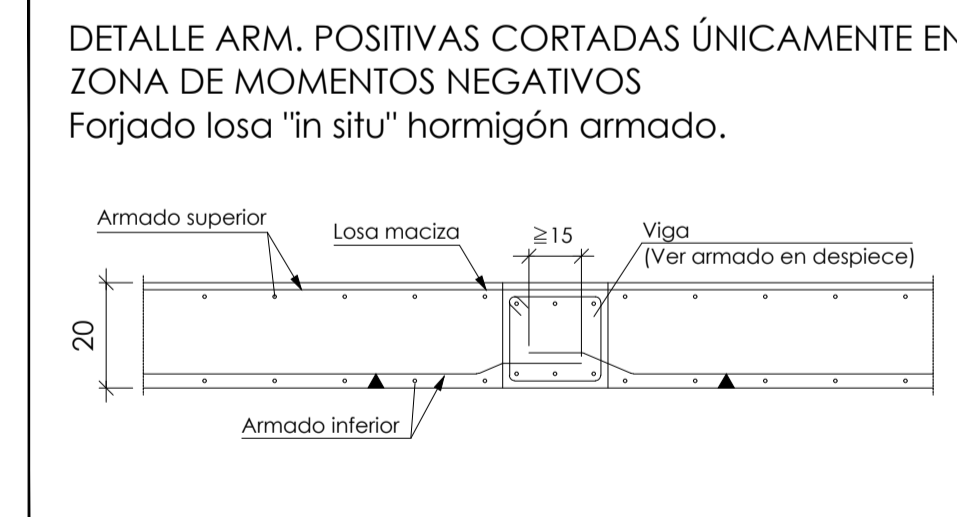 DETALLE ARM. POSITIVAS CORTADAS ÚNICAMENTE EN
ZONA DE MOMENTOS NEGATIVOS
Forjado losa "in situ" hormigón armado.
Armado superior
Losa maciza
≧15
Viga
(Ver armado en despiece)
20
Armado inferior